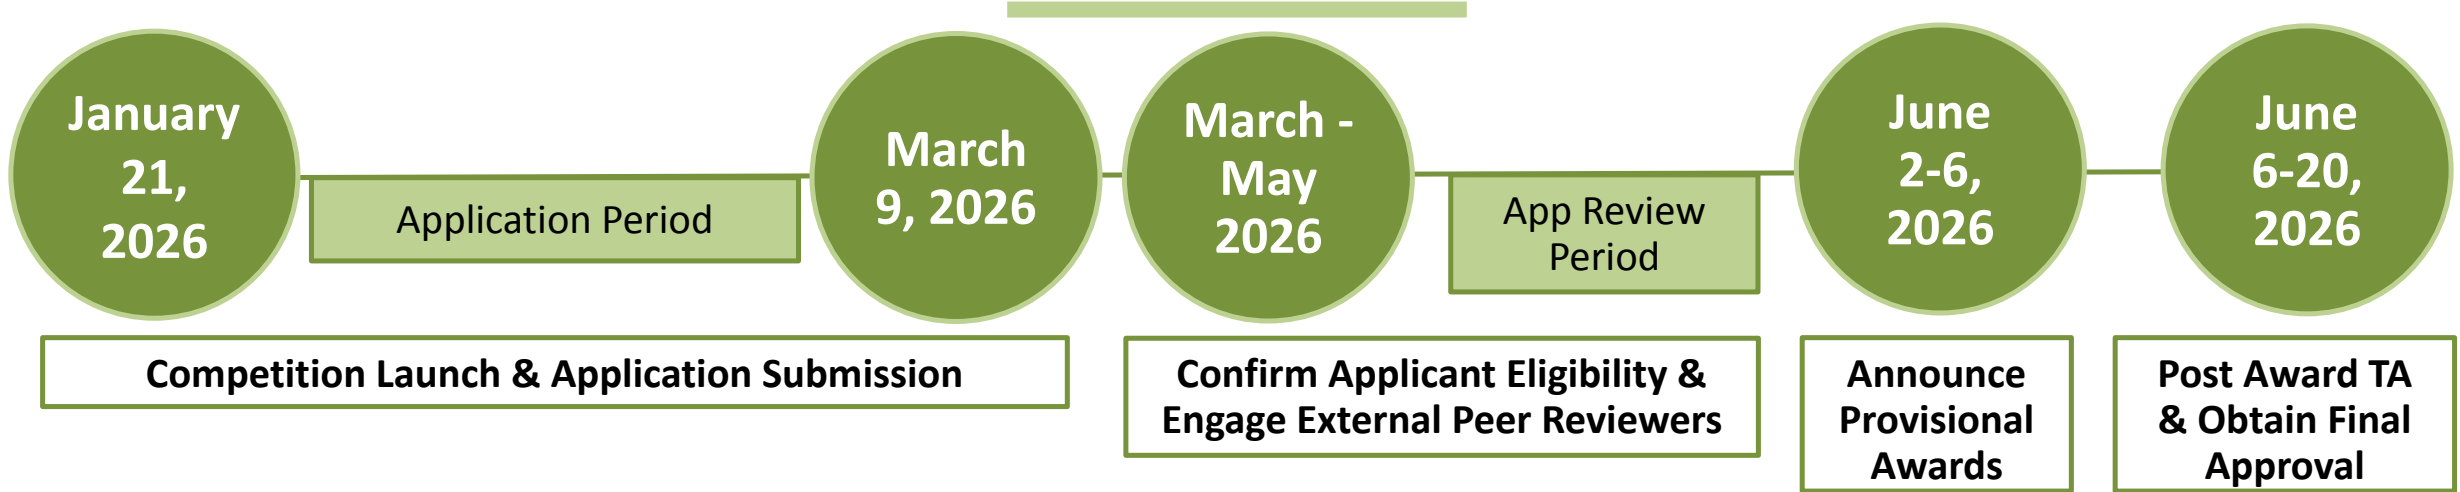 January
21,
2026
Application Period
March
9, 2026
March -
May
2026
App Review
Period
June
2-6,
2026
June
6-20,
2026
Competition Launch & Application Submission
Confirm Applicant Eligibility &
Engage External Peer Reviewers
Announce
Provisional
Awards
Post Award TA
& Obtain Final
Approval